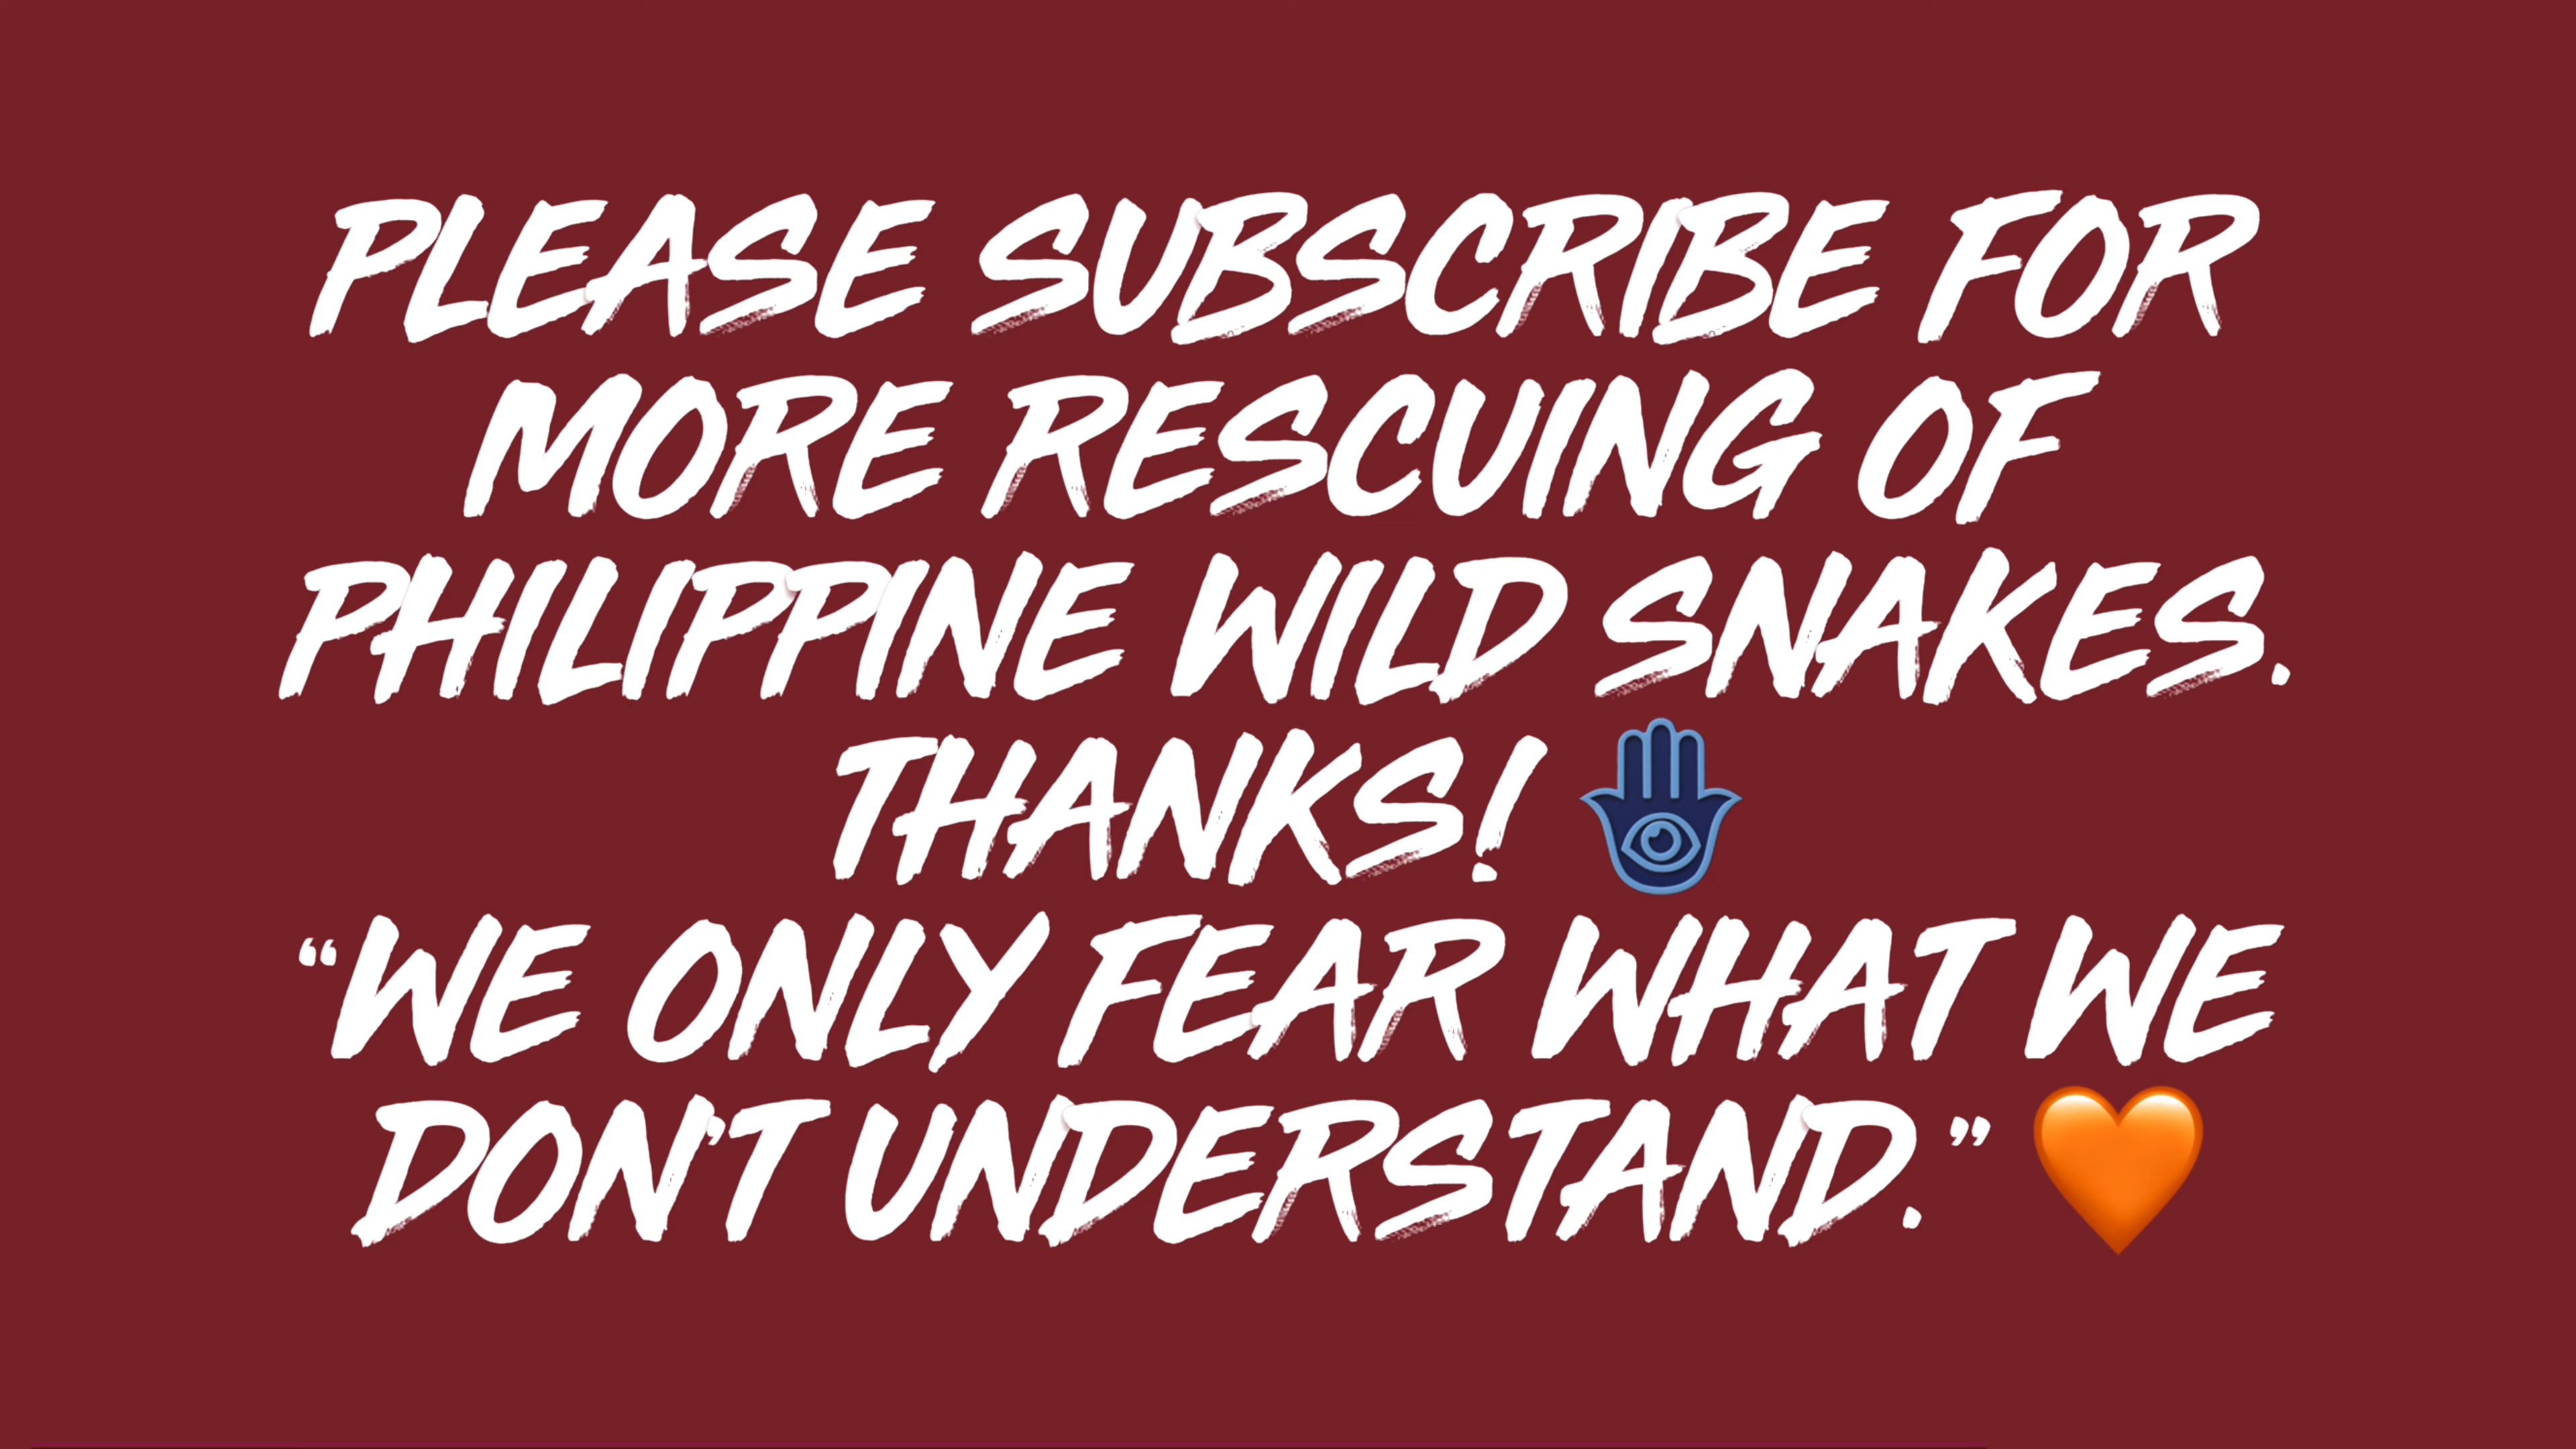 PLEASE SUBSCRIBE FOR
MORE RESCUING OF
PHILIPPINE WILD SNAKES.
THANKS! 🪬
“WE ONLY FEAR WHAT WE
DON’T UNDERSTAND.” 🧡